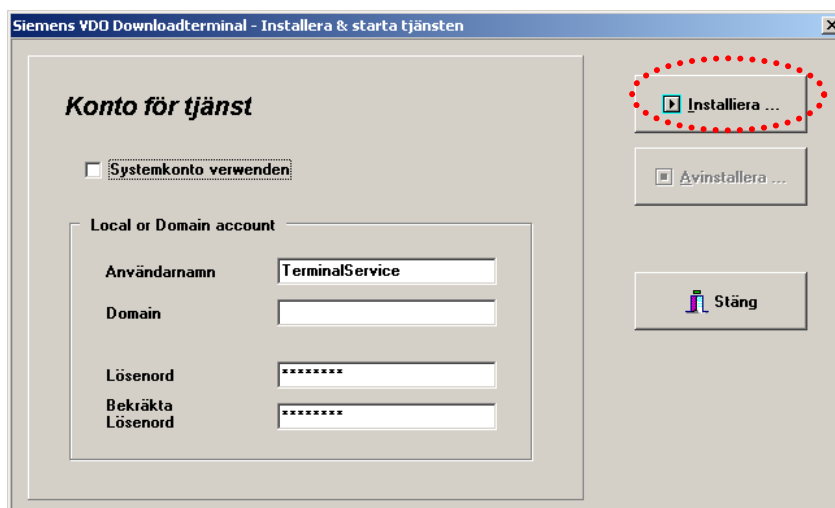 Siemens VDO Downloadterminal - Installera & starta tjänsten
Konto för tjänst
Systemkonto verwenden
Local or Domain account
Användarnamn
TerminalService
Domain
Lösenord
********
Bekräkta
Lösenord
********
Installiera ...
Avinstallera ...
Stäng